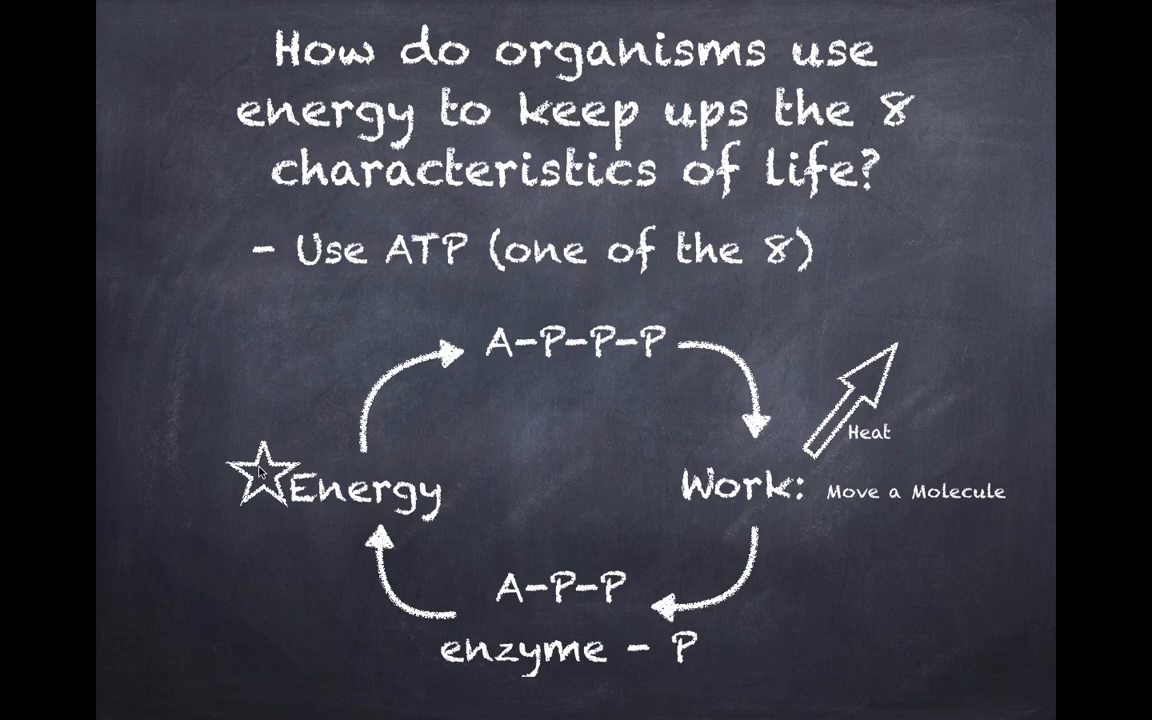 How do organisms use
energy to keep ups the 8
characteristics of life?
- Use ATP (one of the 8)
A-P-P-P
Heat
Energy
Work: Move a Molecule
A-P-P
enzyme - P